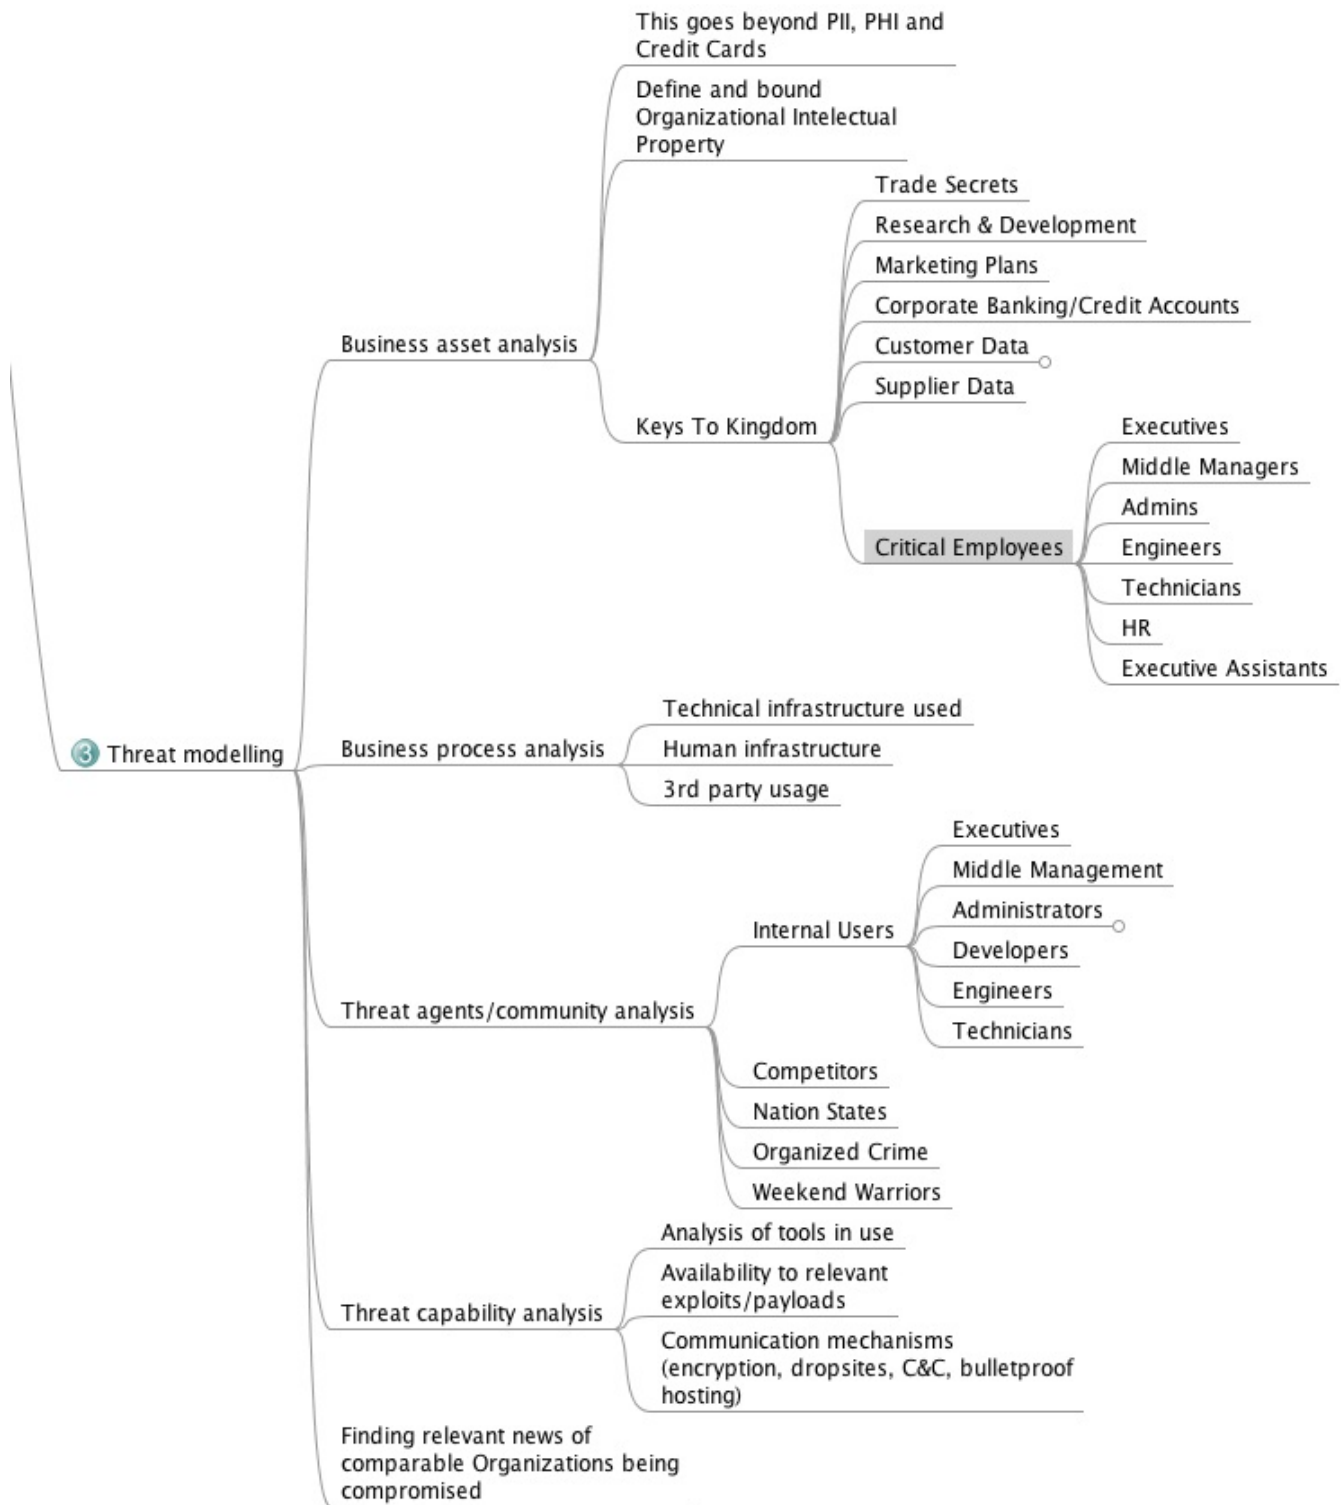 This goes beyond PII, PHI and
Credit Cards
Define and bound
Organizational Intelectual
Property
Trade Secrets
Research & Development
Marketing Plans
Corporate Banking/Credit Accounts
Business asset analysis
Customer Data
Supplier Data
Keys To Kingdom
Executives
Middle Managers
Admins
Critical Employees
Engineers
Technicians
HR
Executive Assistants
3 Threat modelling
Business process analysis
Technical infrastructure used
Human infrastructure
3rd party usage
Executives
Middle Management
Administrators
Internal Users
Developers
Engineers
Technicians
Threat agents/community analysis
Competitors
Nation States
Organized Crime
Weekend Warriors
Analysis of tools in use
Availability to relevant
exploits/payloads
Threat capability analysis
Communication mechanisms
(encryption, dropsites, C&C, bulletproof
hosting)
Finding relevant news of
comparable Organizations being
compromised